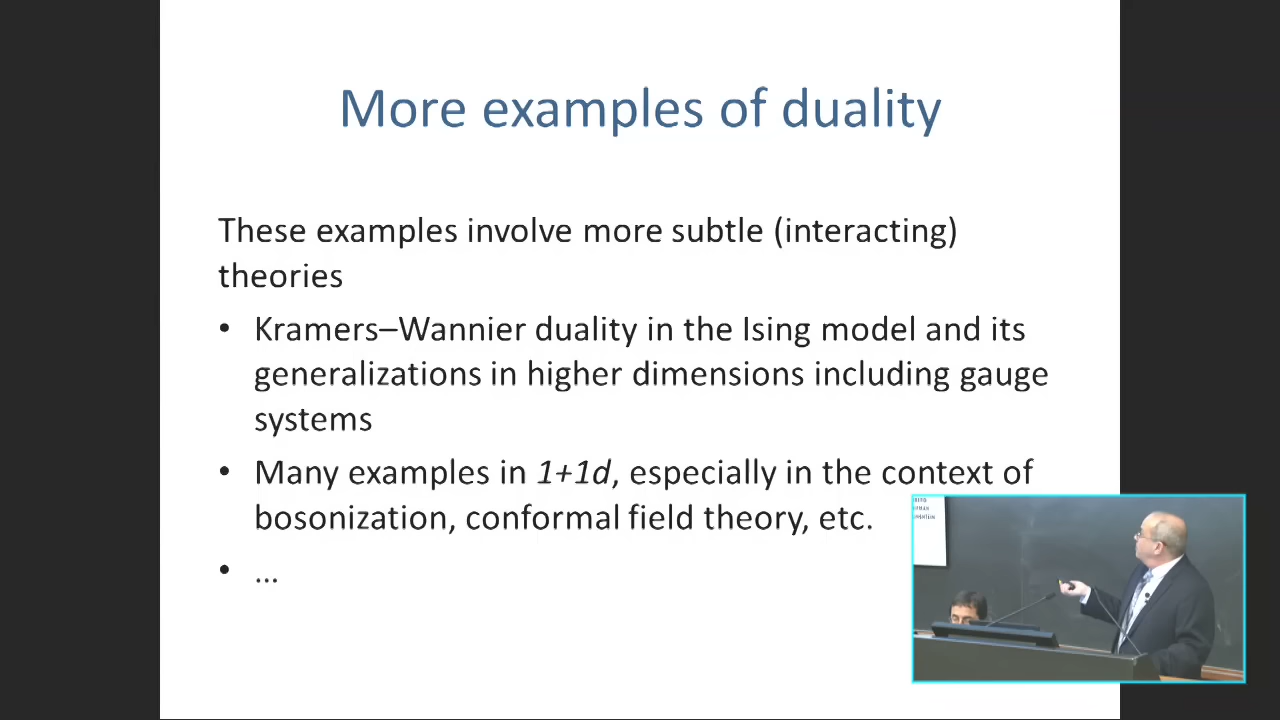 More examples of duality
These examples involve more subtle (interacting)
theories
• Kramers–Wannier duality in the Ising model and its
generalizations in higher dimensions including gauge
systems
• Many examples in 1+1d, especially in the context of
bosonization, conformal field theory, etc.
• …